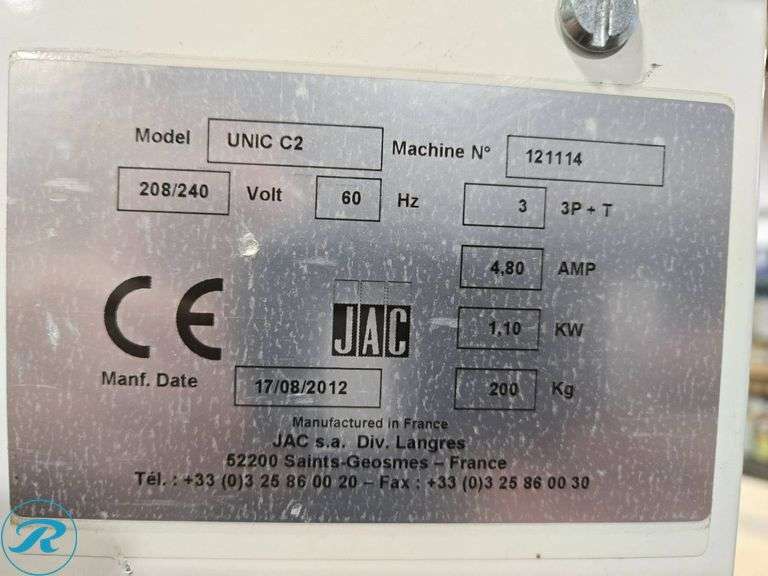 Model UNIC C2 Machine N° 121114
208/240 Volt 60 Hz 3 3P + T
4,80 AMP
CE JAC 1,10 KW
Manf. Date 17/08/2012 200 Kg
Manufactured in France
JAC s.a. Div. Langres
52200 Saints-Geosmes – France
Tél. : +33 (0)3 25 86 00 20 – Fax : +33 (0)3 25 86 00 30
R